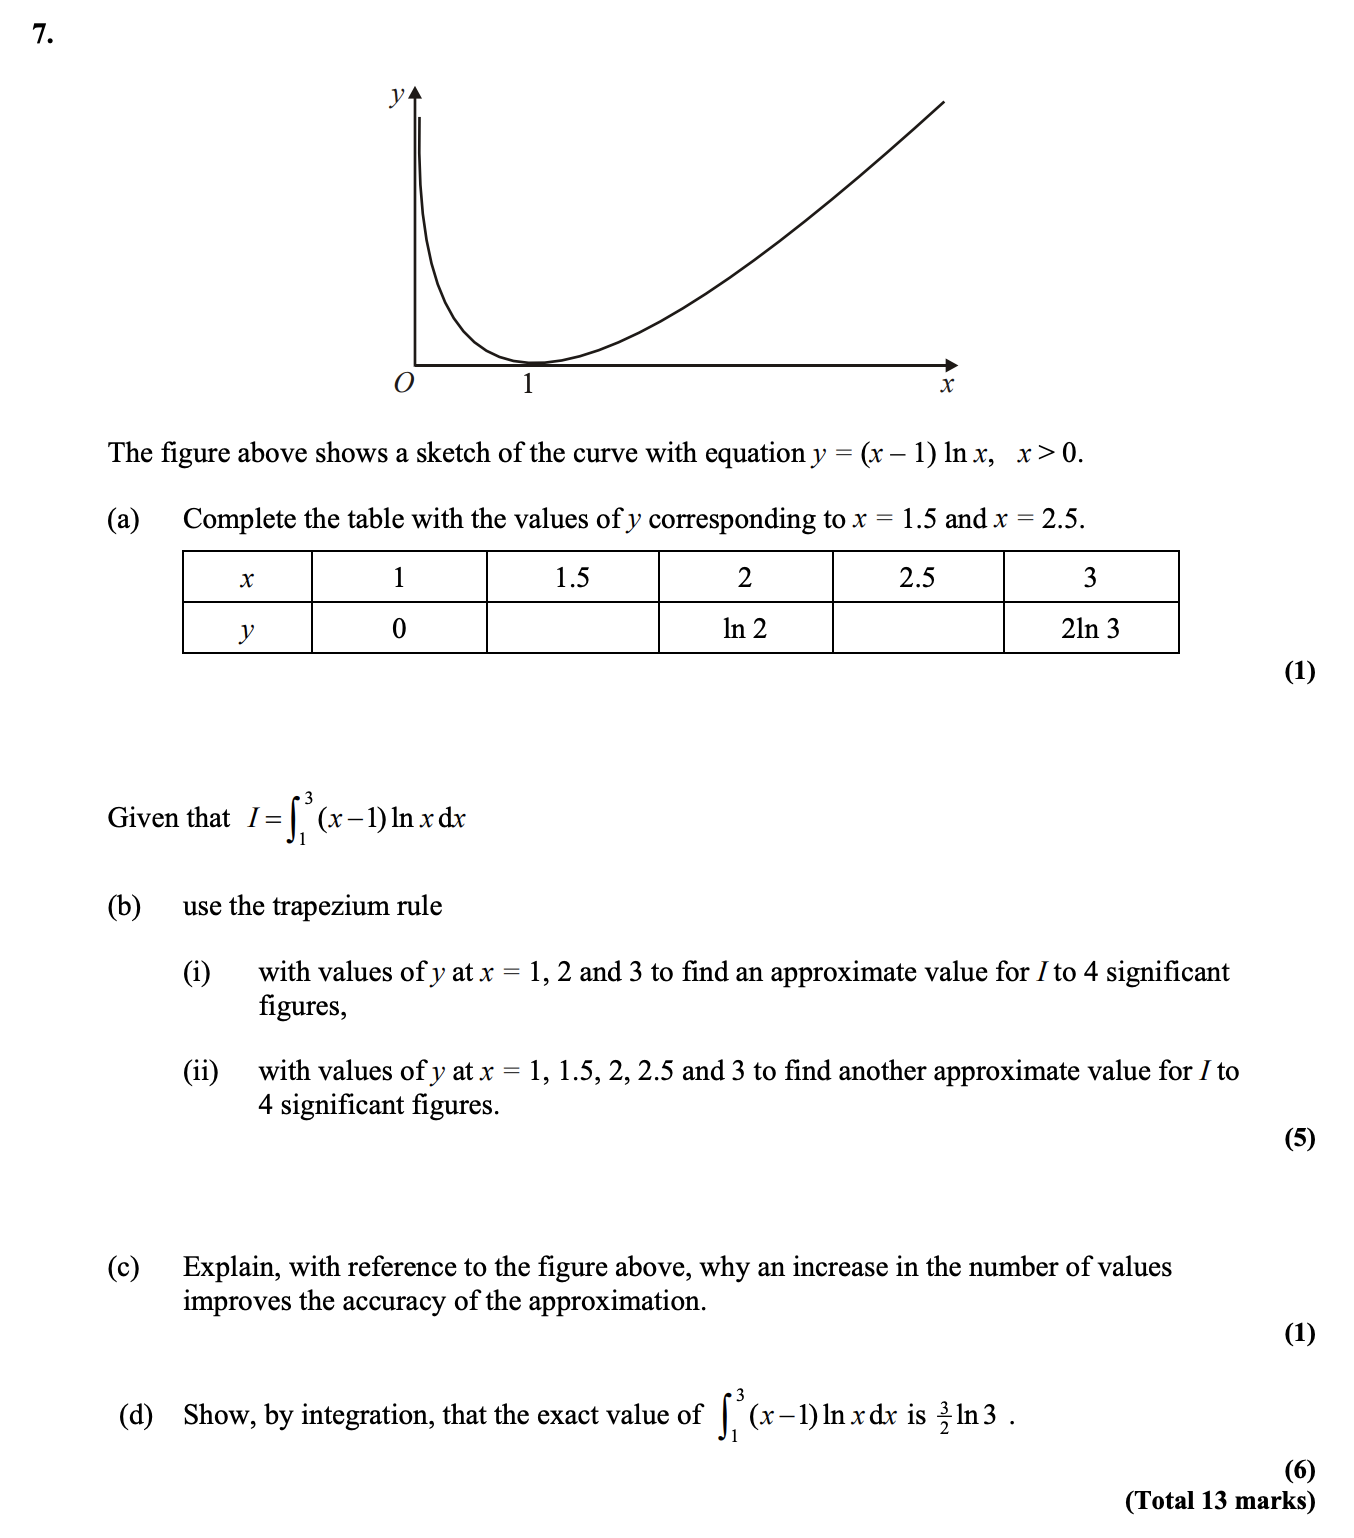 7.
y
O
1
x
The figure above shows a sketch of the curve with equation y = (x – 1) ln x, x > 0.
(a) Complete the table with the values of y corresponding to x = 1.5 and x = 2.5.
x 1 1.5 2 2.5 3
y 0 ln 2 2ln 3
(1)
Given that I = ∫₁³ (x – 1) ln x dx
(b) use the trapezium rule
(i) with values of y at x = 1, 2 and 3 to find an approximate value for I to 4 significant
figures,
(ii) with values of y at x = 1, 1.5, 2, 2.5 and 3 to find another approximate value for I to
4 significant figures.
(5)
(c) Explain, with reference to the figure above, why an increase in the number of values
improves the accuracy of the approximation.
(1)
(d) Show, by integration, that the exact value of ∫₁³ (x – 1) ln x dx is 3/2 ln 3 .
(6)
(Total 13 marks)